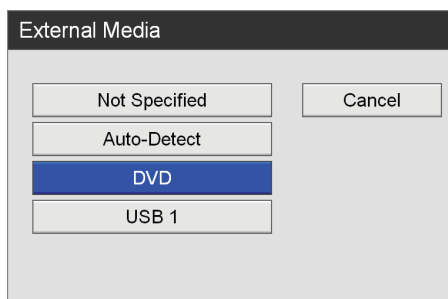 External Media
Not Specified
Cancel
Auto-Detect
DVD
USB 1